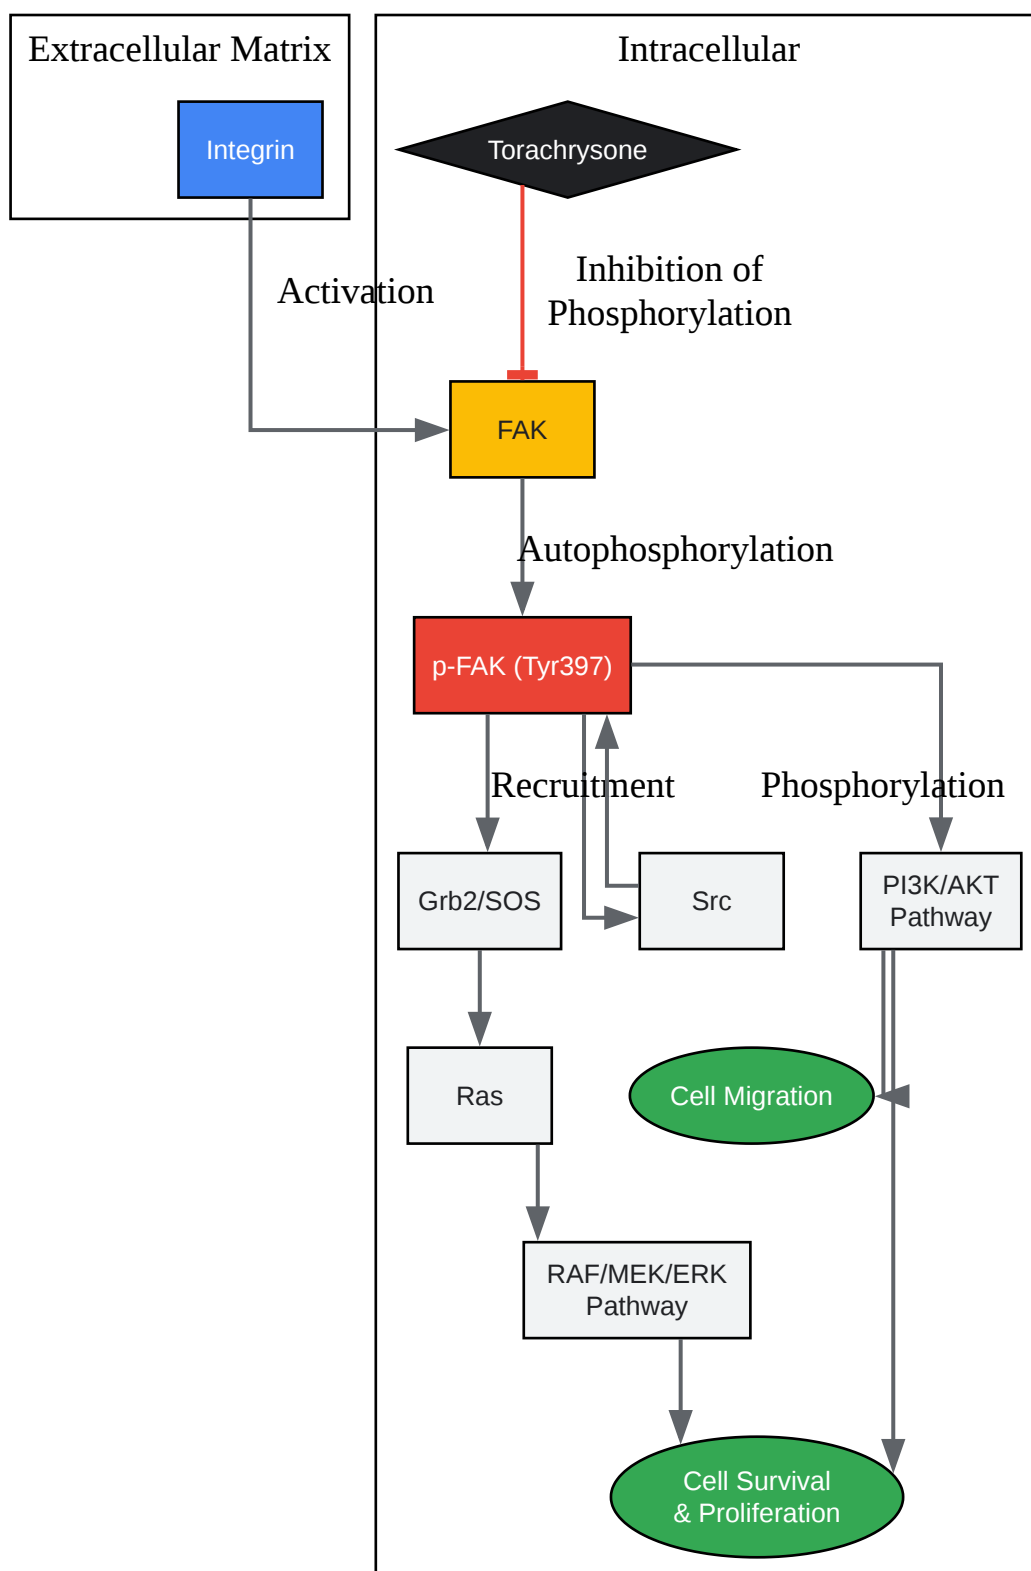 Extracellular Matrix
Intracellular
Integrin
Torachrysone
Activation
Inhibition of
Phosphorylation
FAK
Autophosphorylation
p-FAK (Tyr397)
Recruitment
Phosphorylation
Grb2/SOS
Src
PI3K/AKT
Pathway
Ras
Cell Migration
RAF/MEK/ERK
Pathway
Cell Survival
& Proliferation